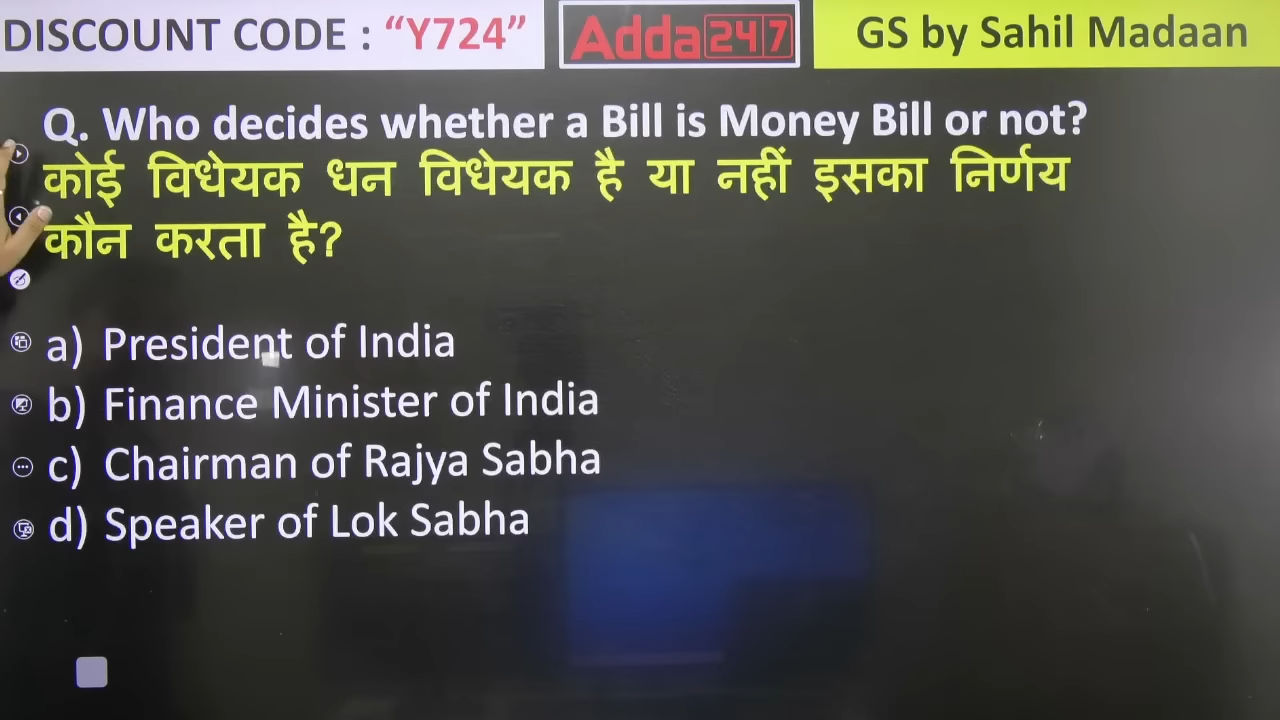 DISCOUNT CODE : “Y724”
Adda247
GS by Sahil Madaan
Q. Who decides whether a Bill is Money Bill or not?
कोई विधेयक धन विधेयक है या नहीं इसका निर्णय
कौन करता है?
a) President of India
b) Finance Minister of India
c) Chairman of Rajya Sabha
d) Speaker of Lok Sabha